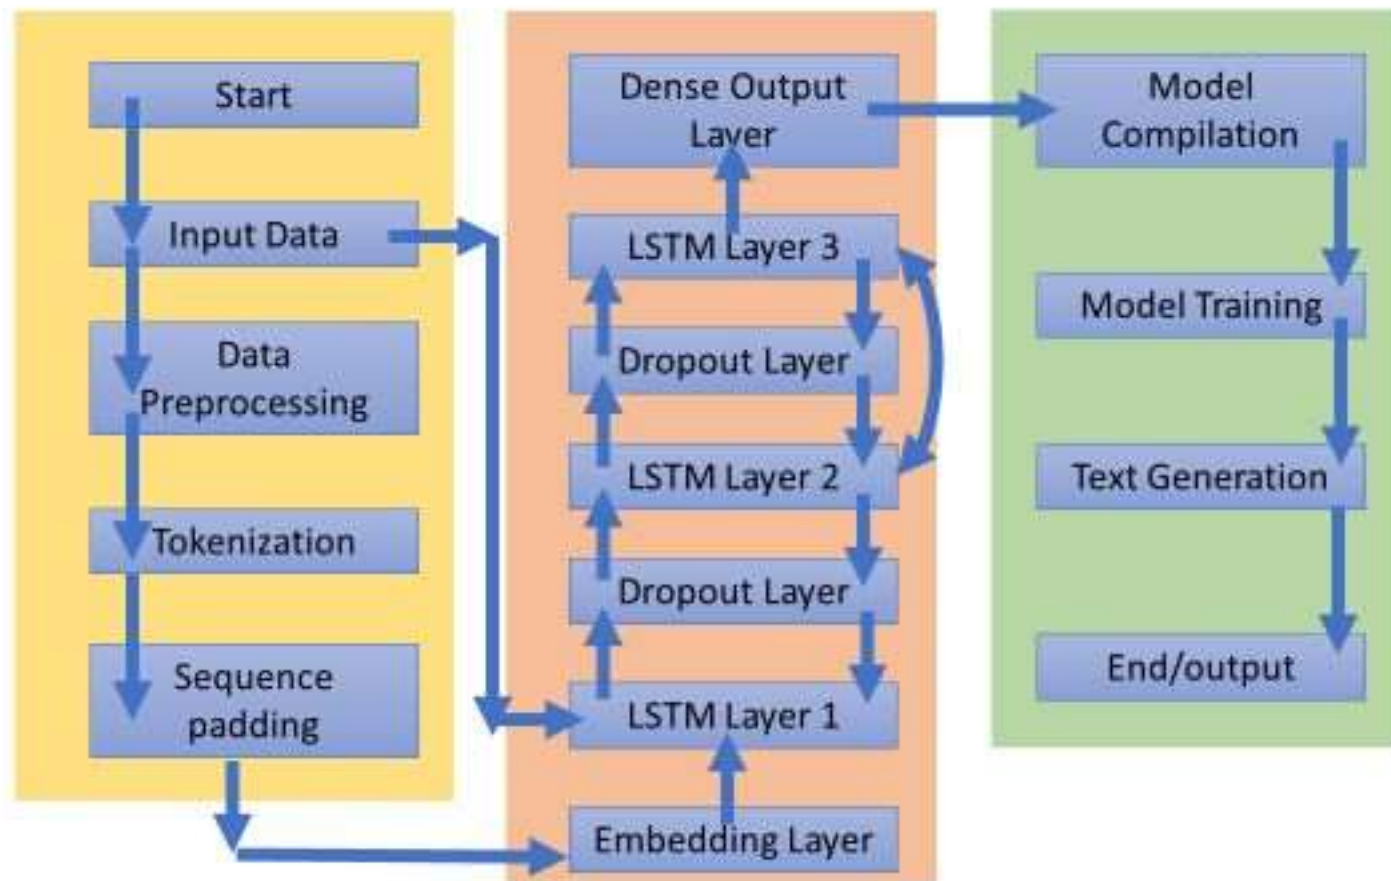 Start
Input Data
Data
Preprocessing
Tokenization
Sequence
padding
Dense Output
Layer
LSTM Layer 3
Dropout Layer
LSTM Layer 2
Dropout Layer
LSTM Layer 1
Embedding Layer
Model
Compilation
Model Training
Text Generation
End/output